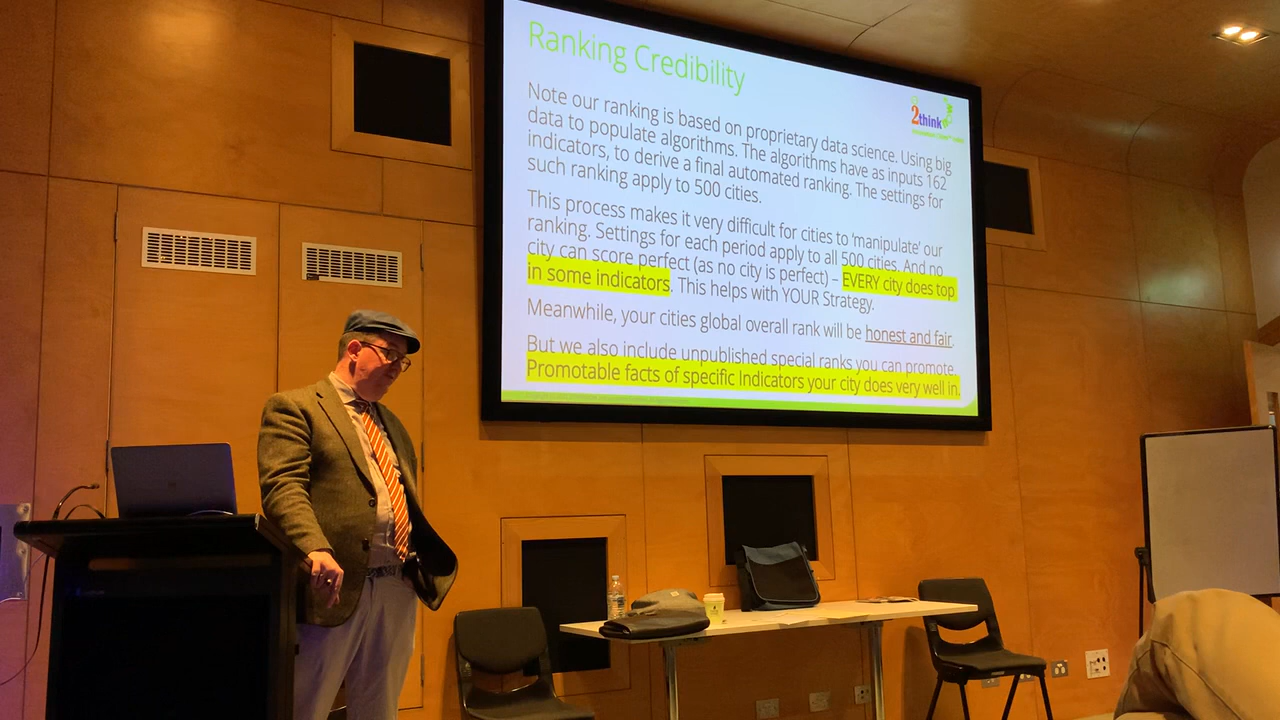 Ranking Credibility
2think
Note our ranking is based on proprietary data science. Using big
data to populate algorithms. The algorithms have as inputs 162
indicators, to derive a final automated ranking. The settings for
such ranking apply to 500 cities.
This process makes it very difficult for cities to ‘manipulate’ our
ranking. Settings for each period apply to all 500 cities. And no
city can score perfect (as no city is perfect) – EVERY city does top
in some indicators. This helps with YOUR Strategy.
Meanwhile, your cities global overall rank will be honest and fair.
But we also include unpublished special ranks you can promote.
Promotable facts of specific Indicators your city does very well in.